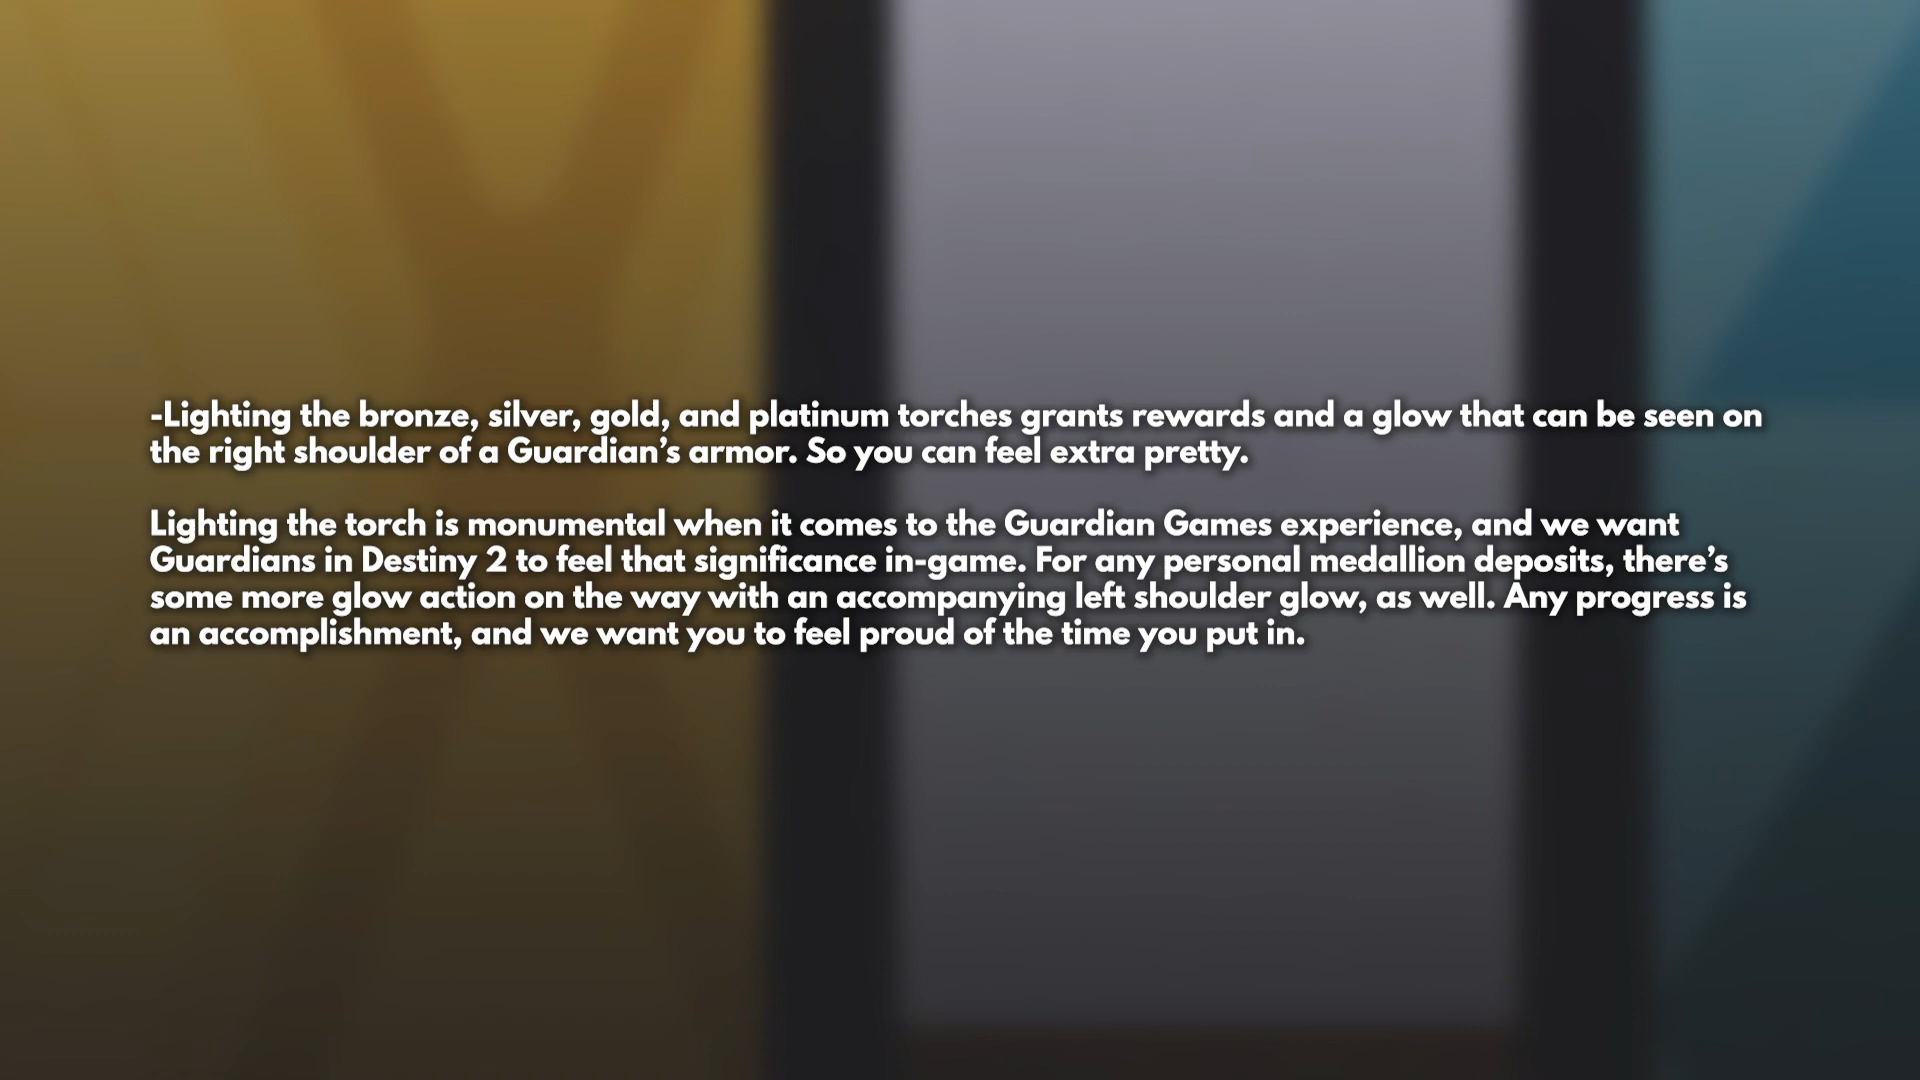 -Lighting the bronze, silver, gold, and platinum torches grants rewards and a glow that can be seen on
the right shoulder of a Guardian’s armor. So you can feel extra pretty.
Lighting the torch is monumental when it comes to the Guardian Games experience, and we want
Guardians in Destiny 2 to feel that significance in-game. For any personal medallion deposits, there’s
some more glow action on the way with an accompanying left shoulder glow, as well. Any progress is
an accomplishment, and we want you to feel proud of the time you put in.